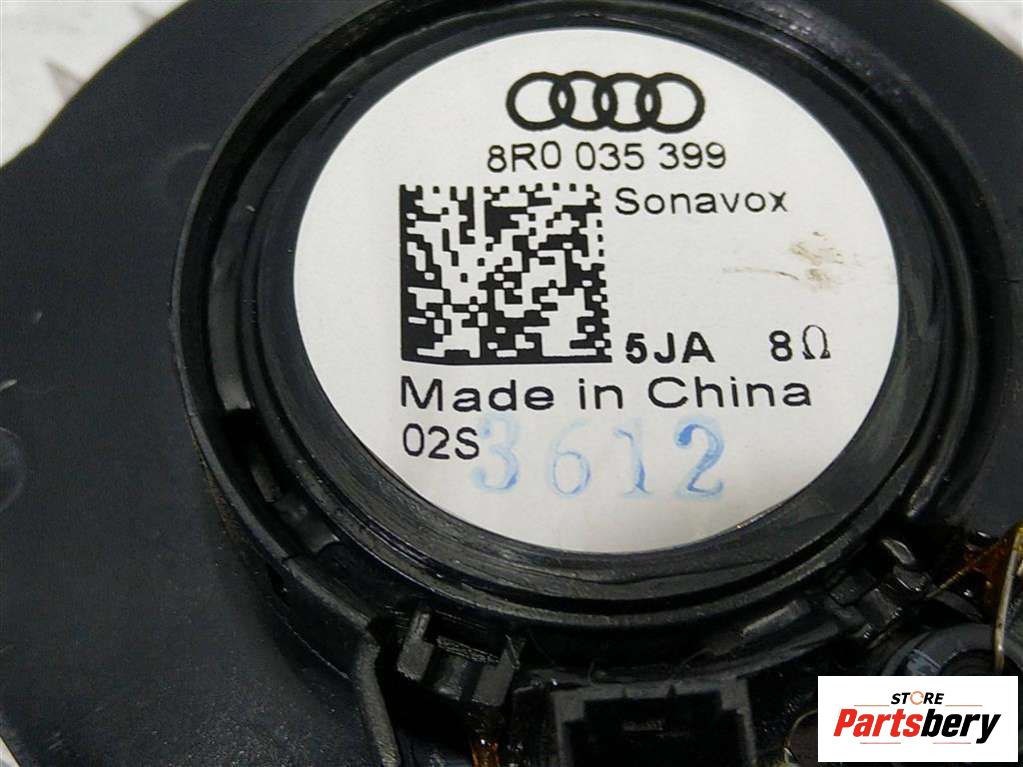 8R0 035 399
Sonavox
5JA 8Ω
Made in China
02S 3612
STORE
Partsbery